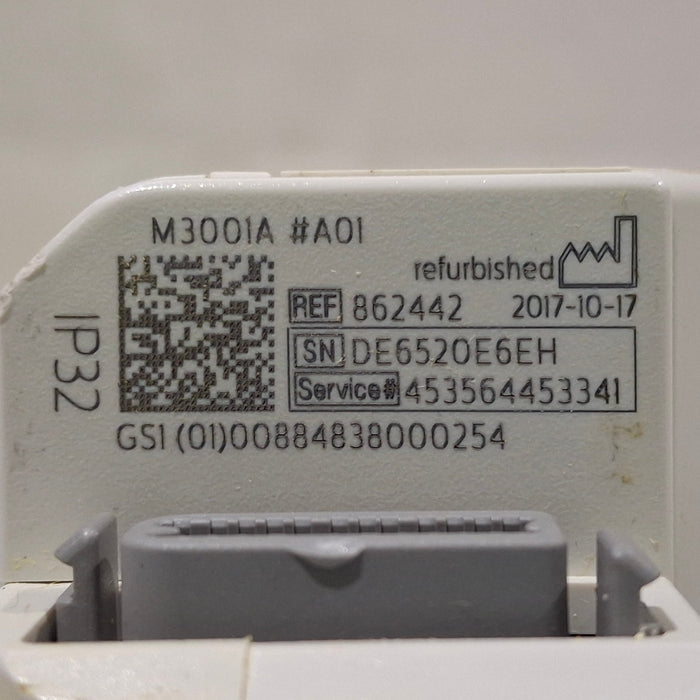 M3001A #A01
refurbished
REF 862442 2017-10-17
SN DE6520E6EH
Service# 453564453341
GS1 (01)00884838000254
IP32